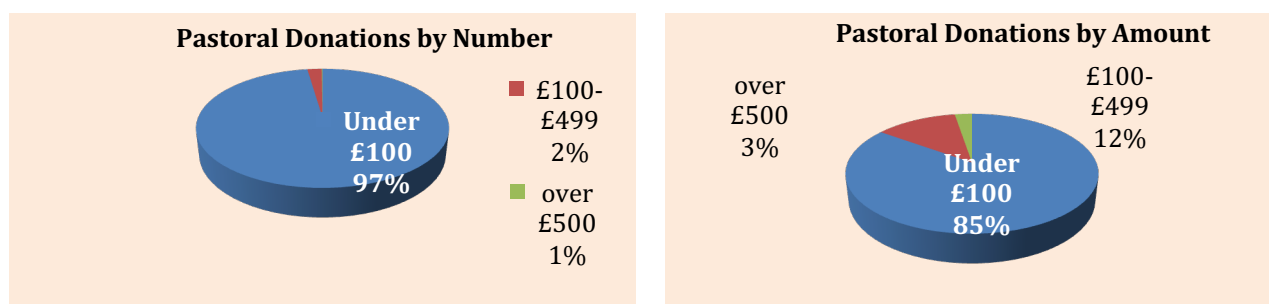 Pastoral Donations by Number
Under
£100
97%
£100-
£499
2%
over
£500
1%
Pastoral Donations by Amount
over
£500
3%
£100-
£499
12%
Under
£100
85%